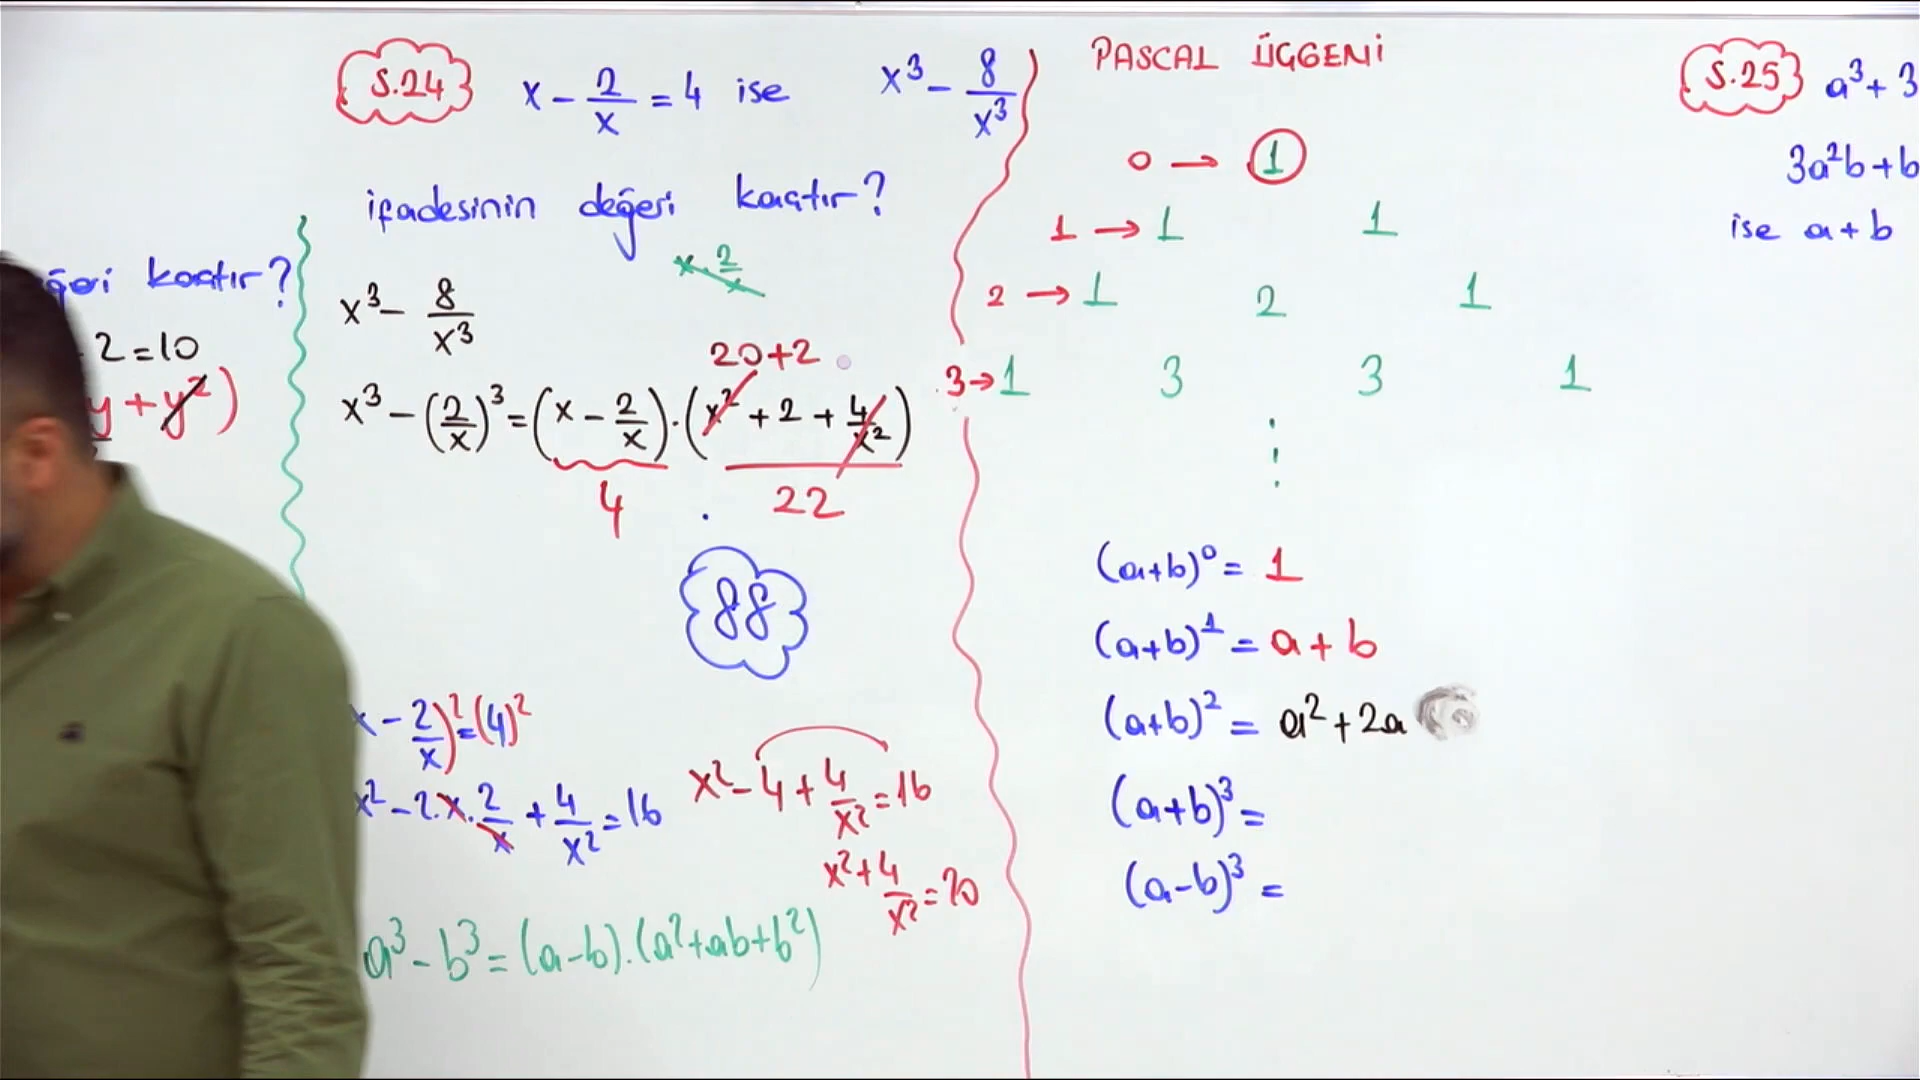 ğeri kaçtır?
2=10
y + y²)
S.24 x - 2/x = 4 ise x³ - 8/x³
ifadesinin değeri kaçtır?
x · 2/x
x³ - 8/x³
20+2
x³ - (2/x)³ = (x - 2/x) · (x² + 2 + 4/x²)
4 . 22
88
x - 2/x)² = (4)²
x² - 2.x.2/x + 4/x² = 16
x² - 4 + 4/x² = 16
x² + 4/x² = 20
a³ - b³ = (a-b).(a²+ab+b²)
PASCAL ÜÇGENİ
0 → 1
1 → 1 1
2 → 1 2 1
3 → 1 3 3 1
(a+b)⁰ = 1
(a+b)¹ = a + b
(a+b)² = a² + 2a
(a+b)³ =
(a-b)³ =
S.25 a³ + 3
3a²b + b
ise a + b